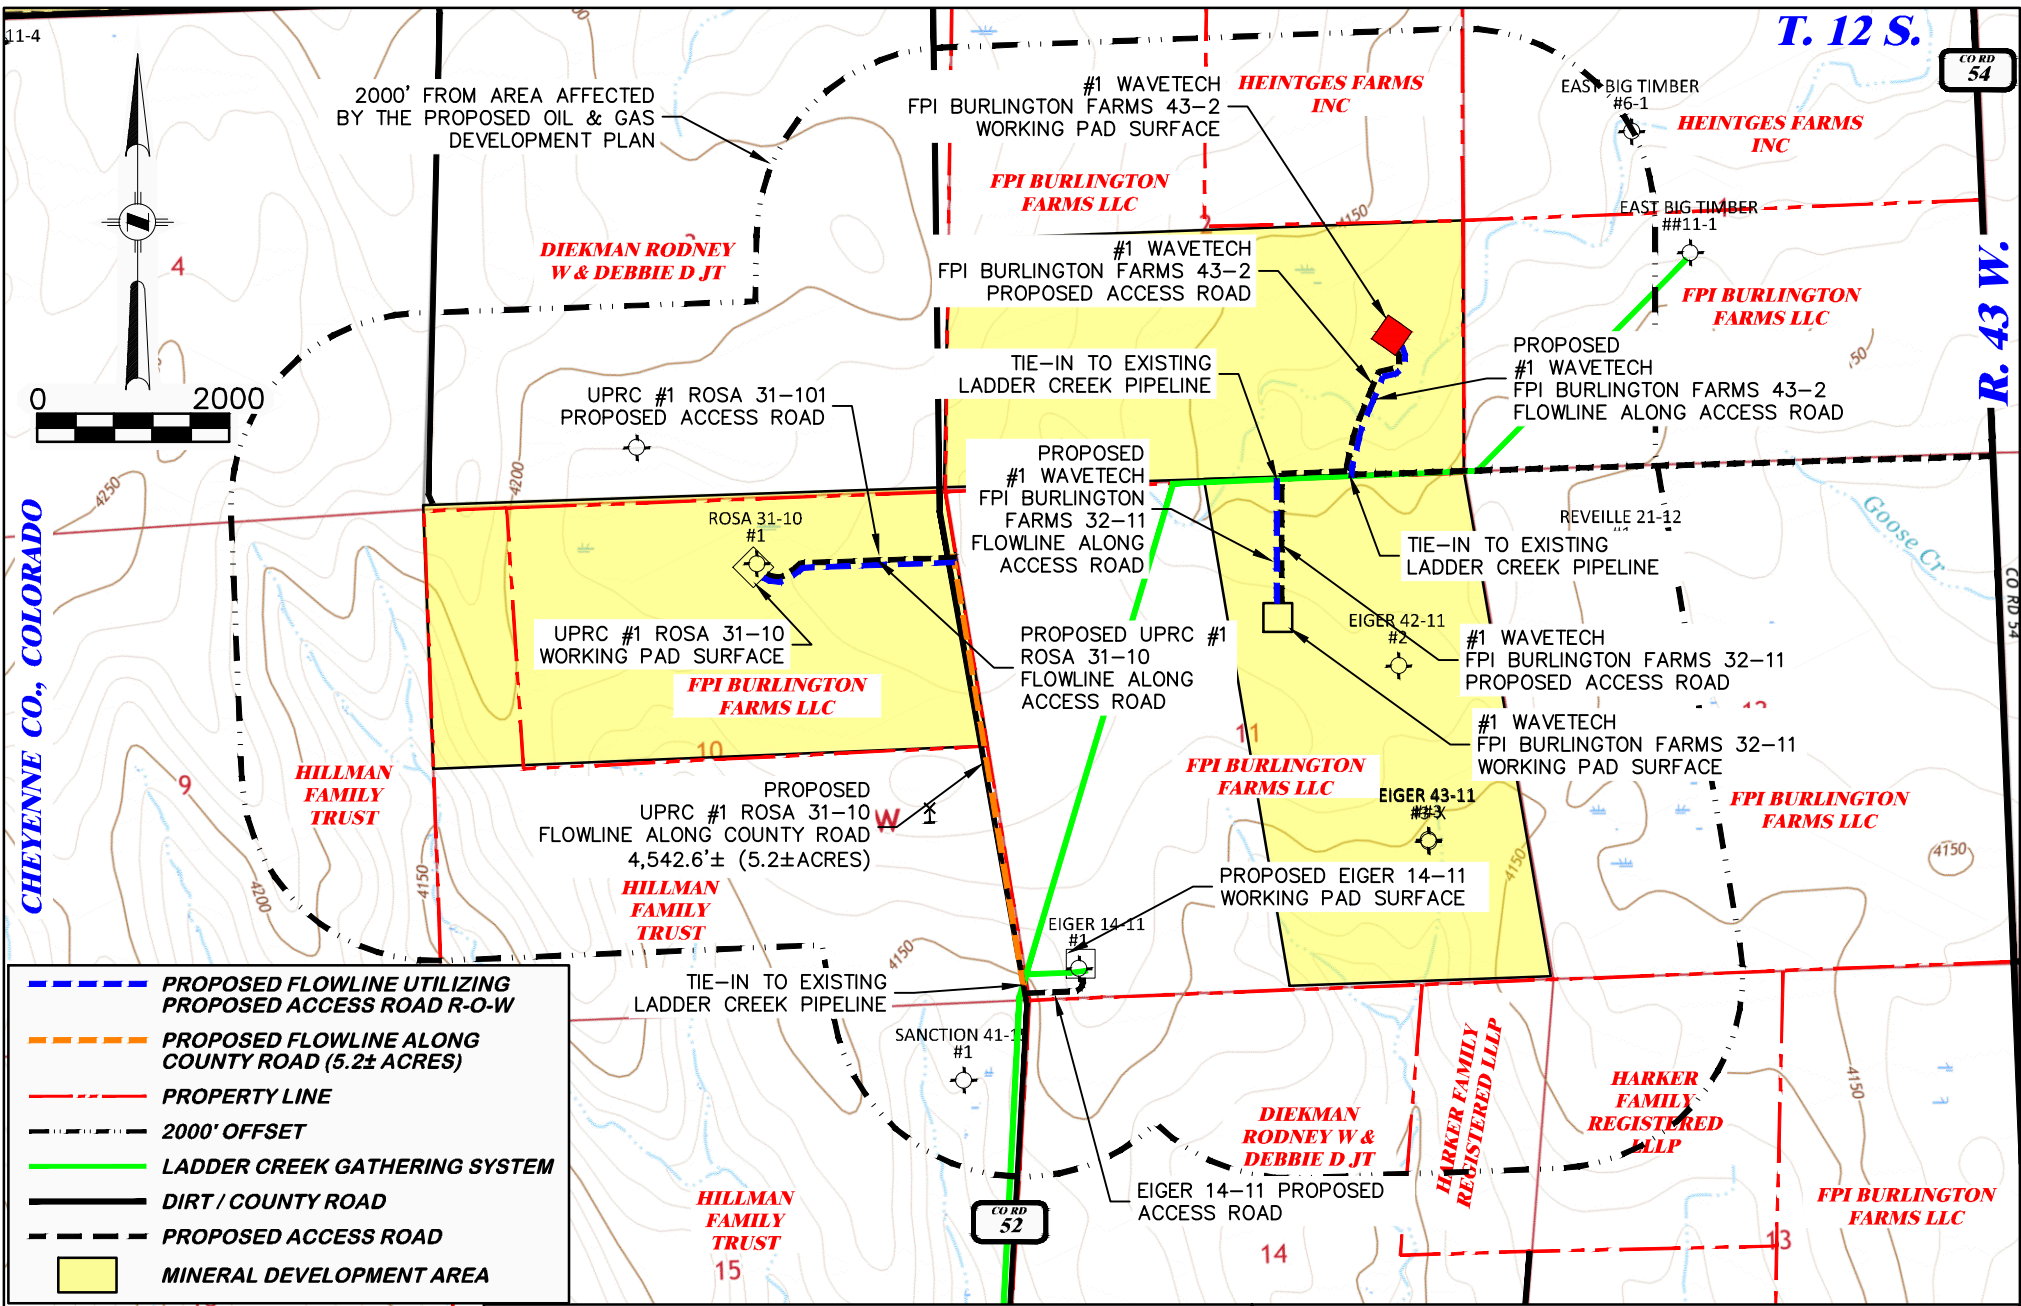 11-4
T. 12 S.
CO RD
54
2000' FROM AREA AFFECTED
BY THE PROPOSED OIL & GAS
DEVELOPMENT PLAN
#1 WAVETECH
FPI BURLINGTON FARMS 43-2
WORKING PAD SURFACE
HEINTGES FARMS
INC
EAST BIG TIMBER
#6-1
HEINTGES FARMS
INC
FPI BURLINGTON
FARMS LLC
4150
EAST BIG TIMBER
##11-1
2
DIEKMAN RODNEY
W & DEBBIE D JT
4
#1 WAVETECH
FPI BURLINGTON FARMS 43-2
PROPOSED ACCESS ROAD
FPI BURLINGTON
FARMS LLC
R. 43 W.
0
2000
TIE-IN TO EXISTING
LADDER CREEK PIPELINE
PROPOSED
#1 WAVETECH
FPI BURLINGTON FARMS 43-2
FLOWLINE ALONG ACCESS ROAD
UPRC #1 ROSA 31-101
PROPOSED ACCESS ROAD
4250
4200
PROPOSED
#1 WAVETECH
FPI BURLINGTON
FARMS 32-11
FLOWLINE ALONG
ACCESS ROAD
ROSA 31-10
#1
REVEILLE 21-12
Goose Cr
TIE-IN TO EXISTING
LADDER CREEK PIPELINE
CO RD 54
CHEYENNE CO., COLORADO
UPRC #1 ROSA 31-10
WORKING PAD SURFACE
PROPOSED UPRC #1
ROSA 31-10
FLOWLINE ALONG
ACCESS ROAD
EIGER 42-11
#2
#1 WAVETECH
FPI BURLINGTON FARMS 32-11
PROPOSED ACCESS ROAD
FPI BURLINGTON
FARMS LLC
10
11
#1 WAVETECH
FPI BURLINGTON FARMS 32-11
WORKING PAD SURFACE
9
HILLMAN
FAMILY
TRUST
FPI BURLINGTON
FARMS LLC
PROPOSED
UPRC #1 ROSA 31-10
FLOWLINE ALONG COUNTY ROAD
4,542.6'± (5.2±ACRES)
W
EIGER 43-11
FPI BURLINGTON
FARMS LLC
4150
4150
4200
4150
HILLMAN
FAMILY
TRUST
PROPOSED EIGER 14-11
WORKING PAD SURFACE
EIGER 14-11
#1
4150
TIE-IN TO EXISTING
LADDER CREEK PIPELINE
SANCTION 41-1
#1
PROPOSED FLOWLINE UTILIZING
PROPOSED ACCESS ROAD R-O-W
PROPOSED FLOWLINE ALONG
COUNTY ROAD (5.2± ACRES)
PROPERTY LINE
2000' OFFSET
LADDER CREEK GATHERING SYSTEM
DIRT / COUNTY ROAD
PROPOSED ACCESS ROAD
MINERAL DEVELOPMENT AREA
HARKER FAMILY
REGISTERED LLLP
HARKER
FAMILY
REGISTERED
LLLP
4150
DIEKMAN
RODNEY W &
DEBBIE D JT
EIGER 14-11 PROPOSED
ACCESS ROAD
HILLMAN
FAMILY
TRUST
15
CO RD
52
14
13
FPI BURLINGTON
FARMS LLC